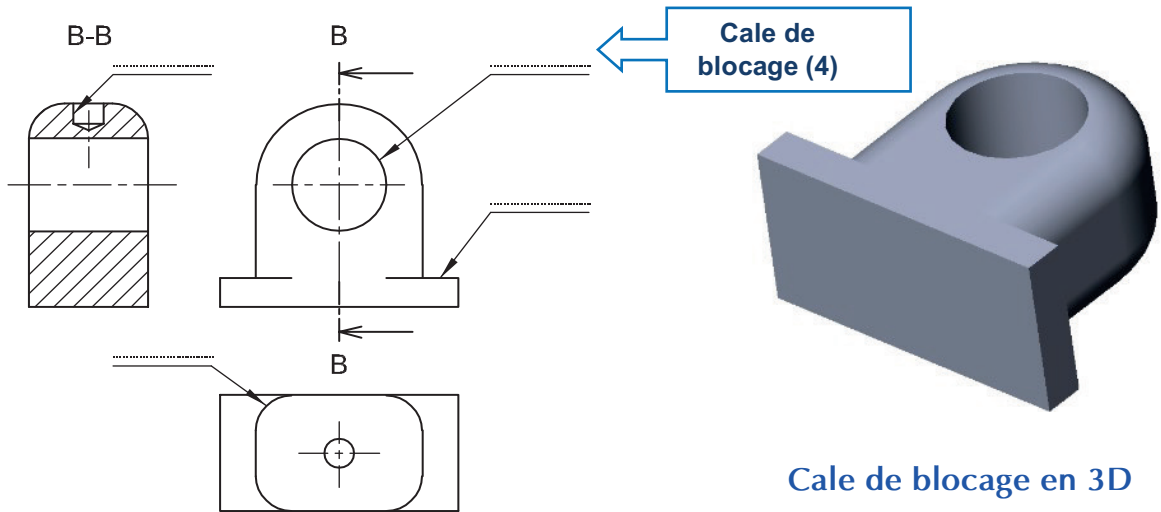 B-B
B
Cale de
blocage (4)
B
Cale de blocage en 3D